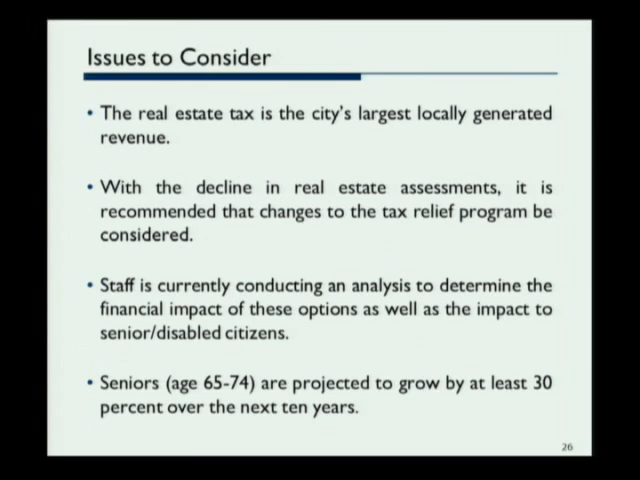 Issues to Consider
• The real estate tax is the city's largest locally generated
revenue.
• With the decline in real estate assessments, it is
recommended that changes to the tax relief program be
considered.
• Staff is currently conducting an analysis to determine the
financial impact of these options as well as the impact to
senior/disabled citizens.
• Seniors (age 65-74) are projected to grow by at least 30
percent over the next ten years.
26